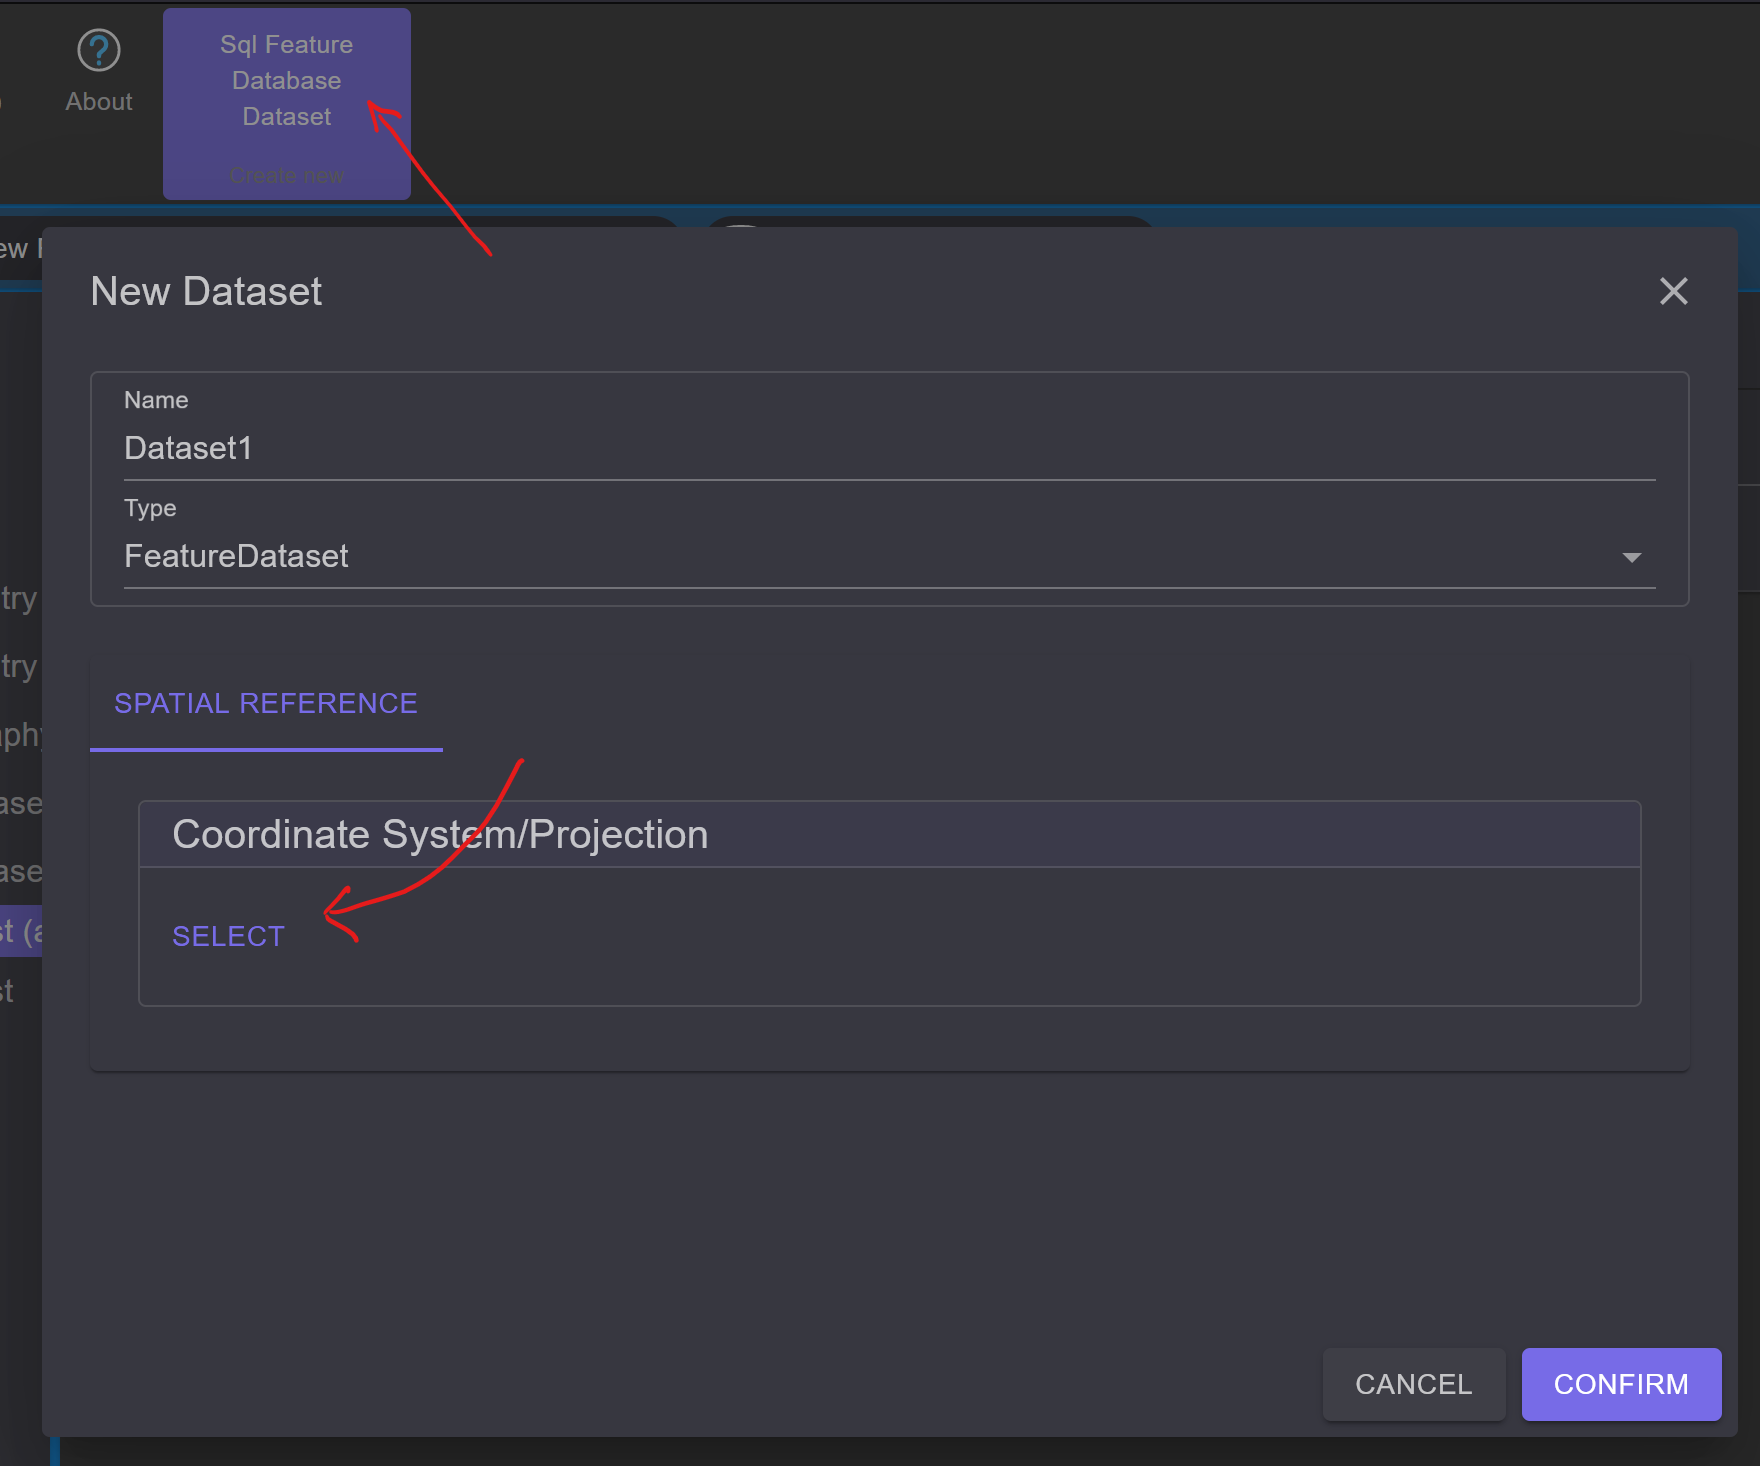 About
Sql Feature
Database
Dataset
Create new
ew
New Dataset
Name
Dataset1
Type
FeatureDataset
try
try
SPATIAL REFERENCE
aphy
ase
Coordinate System/Projection
ase
st (a
SELECT
st
CANCEL
CONFIRM